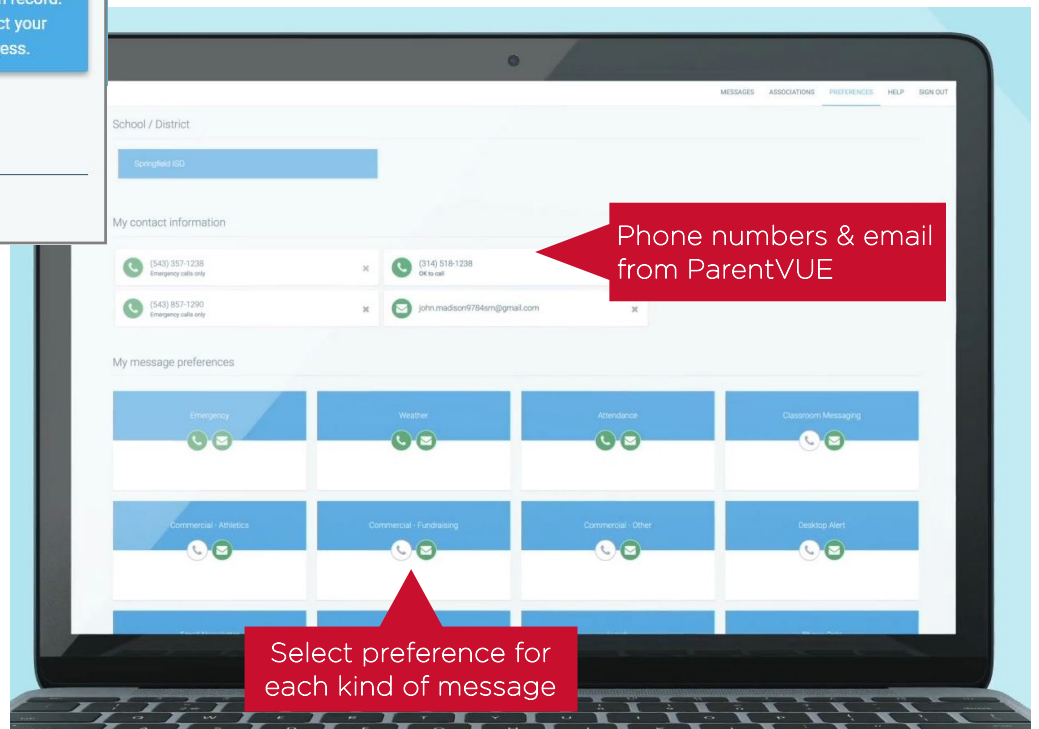 n record.
ct your
ress.
MESSAGES ASSOCIATIONS PREFERENCES HELP SIGN OUT
School / District
Springfield ISD
My contact information
Phone numbers & email
from ParentVUE
(543) 357-1238
Emergency calls only
(314) 518-1238
OK to call
(543) 857-1290
Emergency calls only
john.madison9784sm@gmail.com
My message preferences
Emergency
Weather
Attendance
Classroom Messaging
Commercial - Athletics
Commercial - Fundraising
Commercial - Other
Desktop Alert
Select preference for
each kind of message